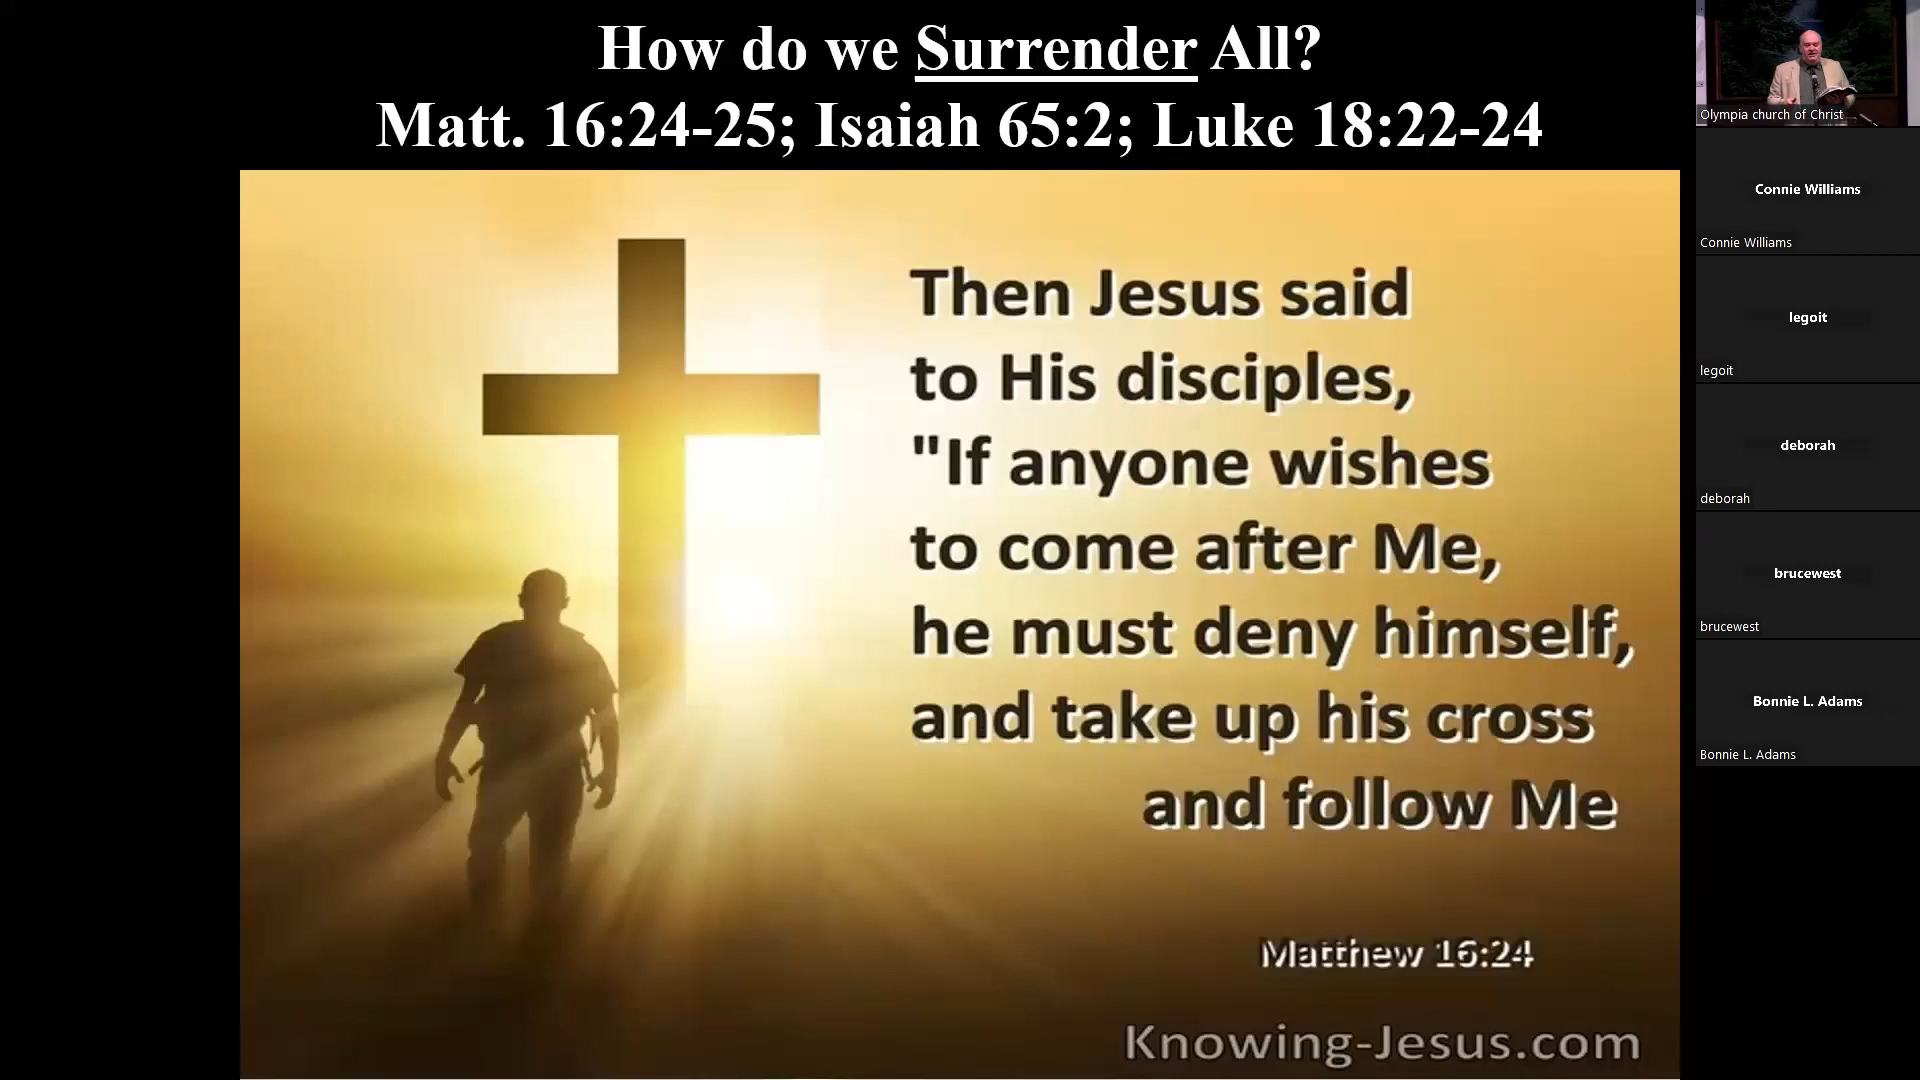 How do we Surrender All?
Matt. 16:24-25; Isaiah 65:2; Luke 18:22-24
Then Jesus said
to His disciples,
"If anyone wishes
to come after Me,
he must deny himself,
and take up his cross
and follow Me
Matthew 16:24
Knowing-Jesus.com
Olympia church of Christ
Connie Williams
Connie Williams
legoit
legoit
deborah
deborah
brucewest
brucewest
Bonnie L. Adams
Bonnie L. Adams